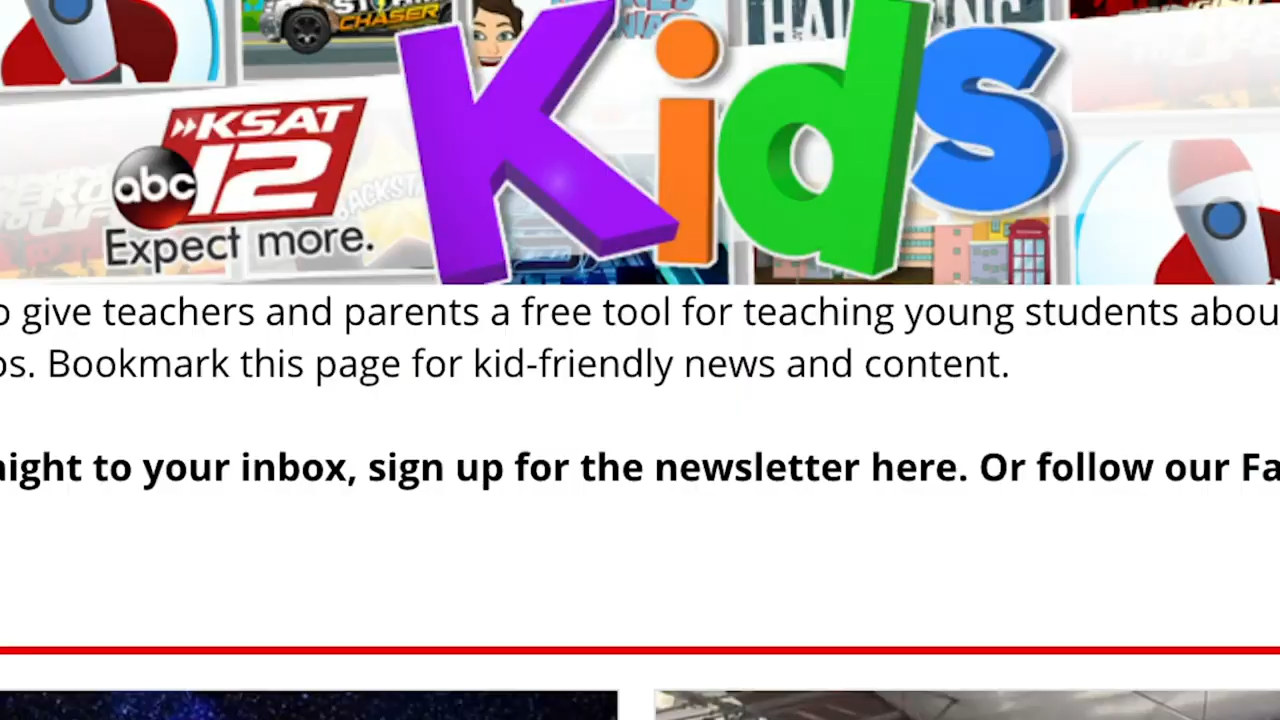 STORM
CHASER
Kids
KSAT
12
abc
Expect more.
give teachers and parents a free tool for teaching young students abou
Bookmark this page for kid-friendly news and content.
to your inbox, sign up for the newsletter here. Or follow our Fa